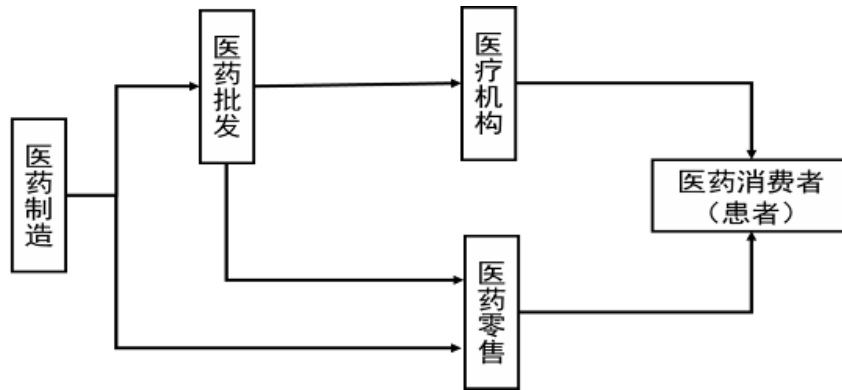 医药制造
医药批发
医疗机构
医药零售
医药消费者
（患者）